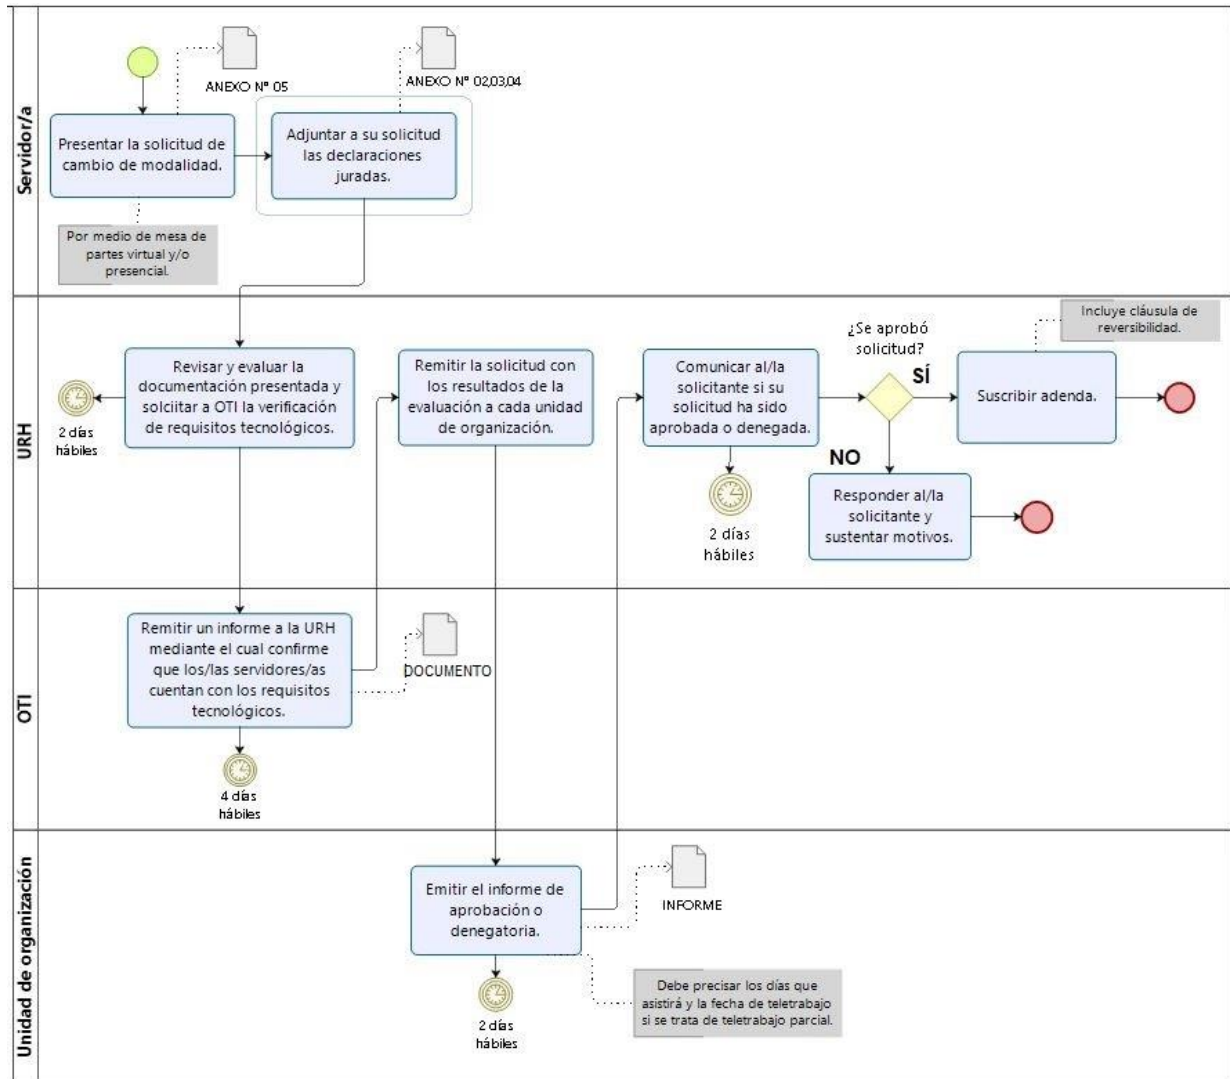 Servidor/a
ANEXO N° 05
ANEXO N° 02,03,04
Presentar la solicitud de
cambio de modalidad.
Adjuntar a su solicitud
las declaraciones
juradas.
Por medio de mesa de
partes virtual y/o
presencial.
URH
Revisar y evaluar la
documentación presentada y
solciitar a OTI la verificación
de requisitos tecnológicos.
2 días
hábiles
Remitir la solicitud con
los resultados de la
evaluación a cada unidad
de organización.
Comunicar al/la
solicitante si su
solicitud ha sido
aprobada o denegada.
2 días
hábiles
¿Se aprobó
solicitud?
SÍ
NO
Incluye cláusula de
reversibilidad.
Suscribir adenda.
Responder al/la
solicitante y
sustentar motivos.
OTI
Remitir un informe a la URH
mediante el cual confirme
que los/las servidores/as
cuentan con los requisitos
tecnológicos.
DOCUMENTO
4 días
hábiles
Unidad de organización
Emitir el informe de
aprobación o
denegatoria.
INFORME
2 días
hábiles
Debe precisar los días que
asistirá y la fecha de teletrabajo
si se trata de teletrabajo parcial.